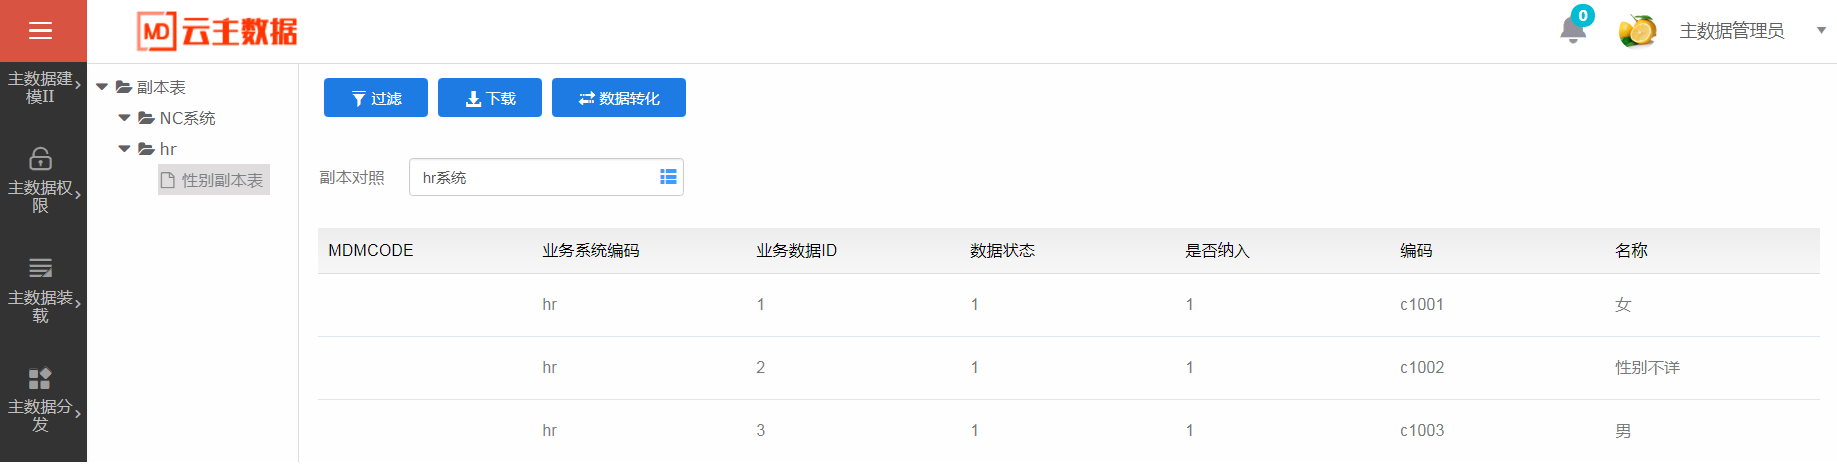 MD 云主数据
0
主数据管理员
主数据建
模II
主数据权
限
主数据装
载
主数据分
发
副本表
NC系统
hr
性别副本表
过滤 下载 数据转化
副本对照 hr系统
MDMCODE 业务系统编码 业务数据ID 数据状态 是否纳入 编码 名称
hr 1 1 1 c1001 女
hr 2 1 1 c1002 性别不详
hr 3 1 1 c1003 男